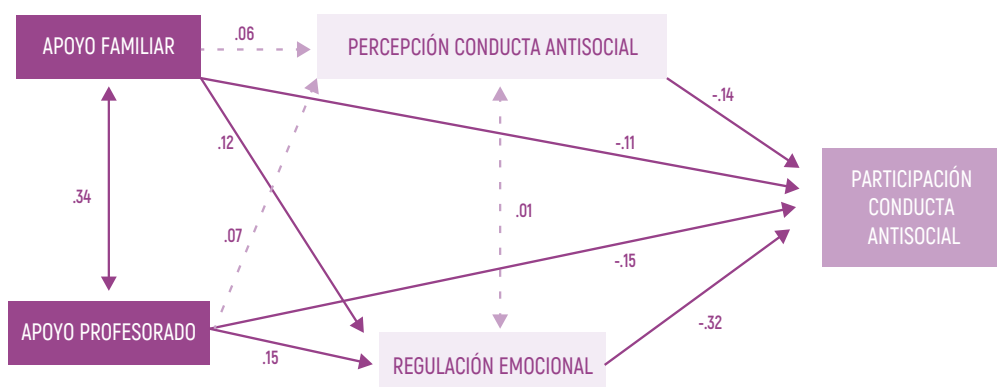 APOYO FAMILIAR
.06
PERCEPCIÓN CONDUCTA ANTISOCIAL
-.14
.12
-.11
PARTICIPACIÓN
CONDUCTA
ANTISOCIAL
.34
.01
.07
-.15
APOYO PROFESORADO
-.32
.15
REGULACIÓN EMOCIONAL